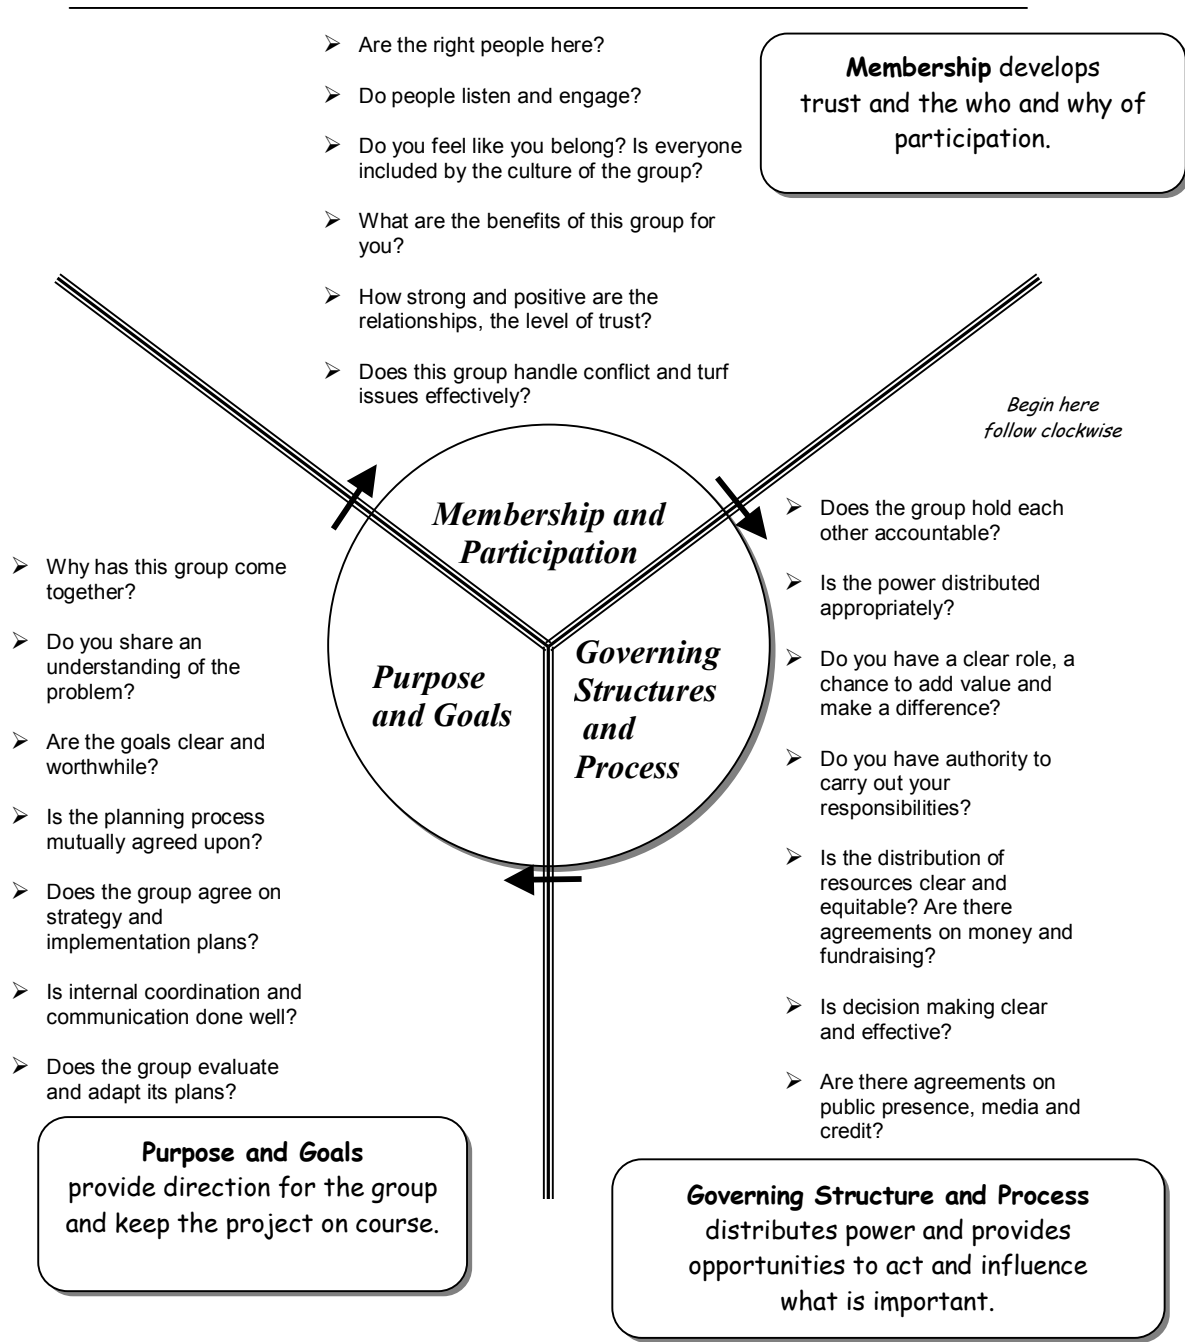 ➢ Are the right people here?
➢ Do people listen and engage?
➢ Do you feel like you belong? Is everyone
included by the culture of the group?
➢ What are the benefits of this group for
you?
➢ How strong and positive are the
relationships, the level of trust?
➢ Does this group handle conflict and turf
issues effectively?
Membership develops
trust and the who and why of
participation.
Begin here
follow clockwise
Membership and
Participation
Governing
Structures
and
Process
Purpose
and Goals
➢ Does the group hold each
other accountable?
➢ Is the power distributed
appropriately?
➢ Do you have a clear role, a
chance to add value and
make a difference?
➢ Do you have authority to
carry out your
responsibilities?
➢ Is the distribution of
resources clear and
equitable? Are there
agreements on money and
fundraising?
➢ Is decision making clear
and effective?
➢ Are there agreements on
public presence, media and
credit?
Governing Structure and Process
distributes power and provides
opportunities to act and influence
what is important.
➢ Why has this group come
together?
➢ Do you share an
understanding of the
problem?
➢ Are the goals clear and
worthwhile?
➢ Is the planning process
mutually agreed upon?
➢ Does the group agree on
strategy and
implementation plans?
➢ Is internal coordination and
communication done well?
➢ Does the group evaluate
and adapt its plans?
Purpose and Goals
provide direction for the group
and keep the project on course.